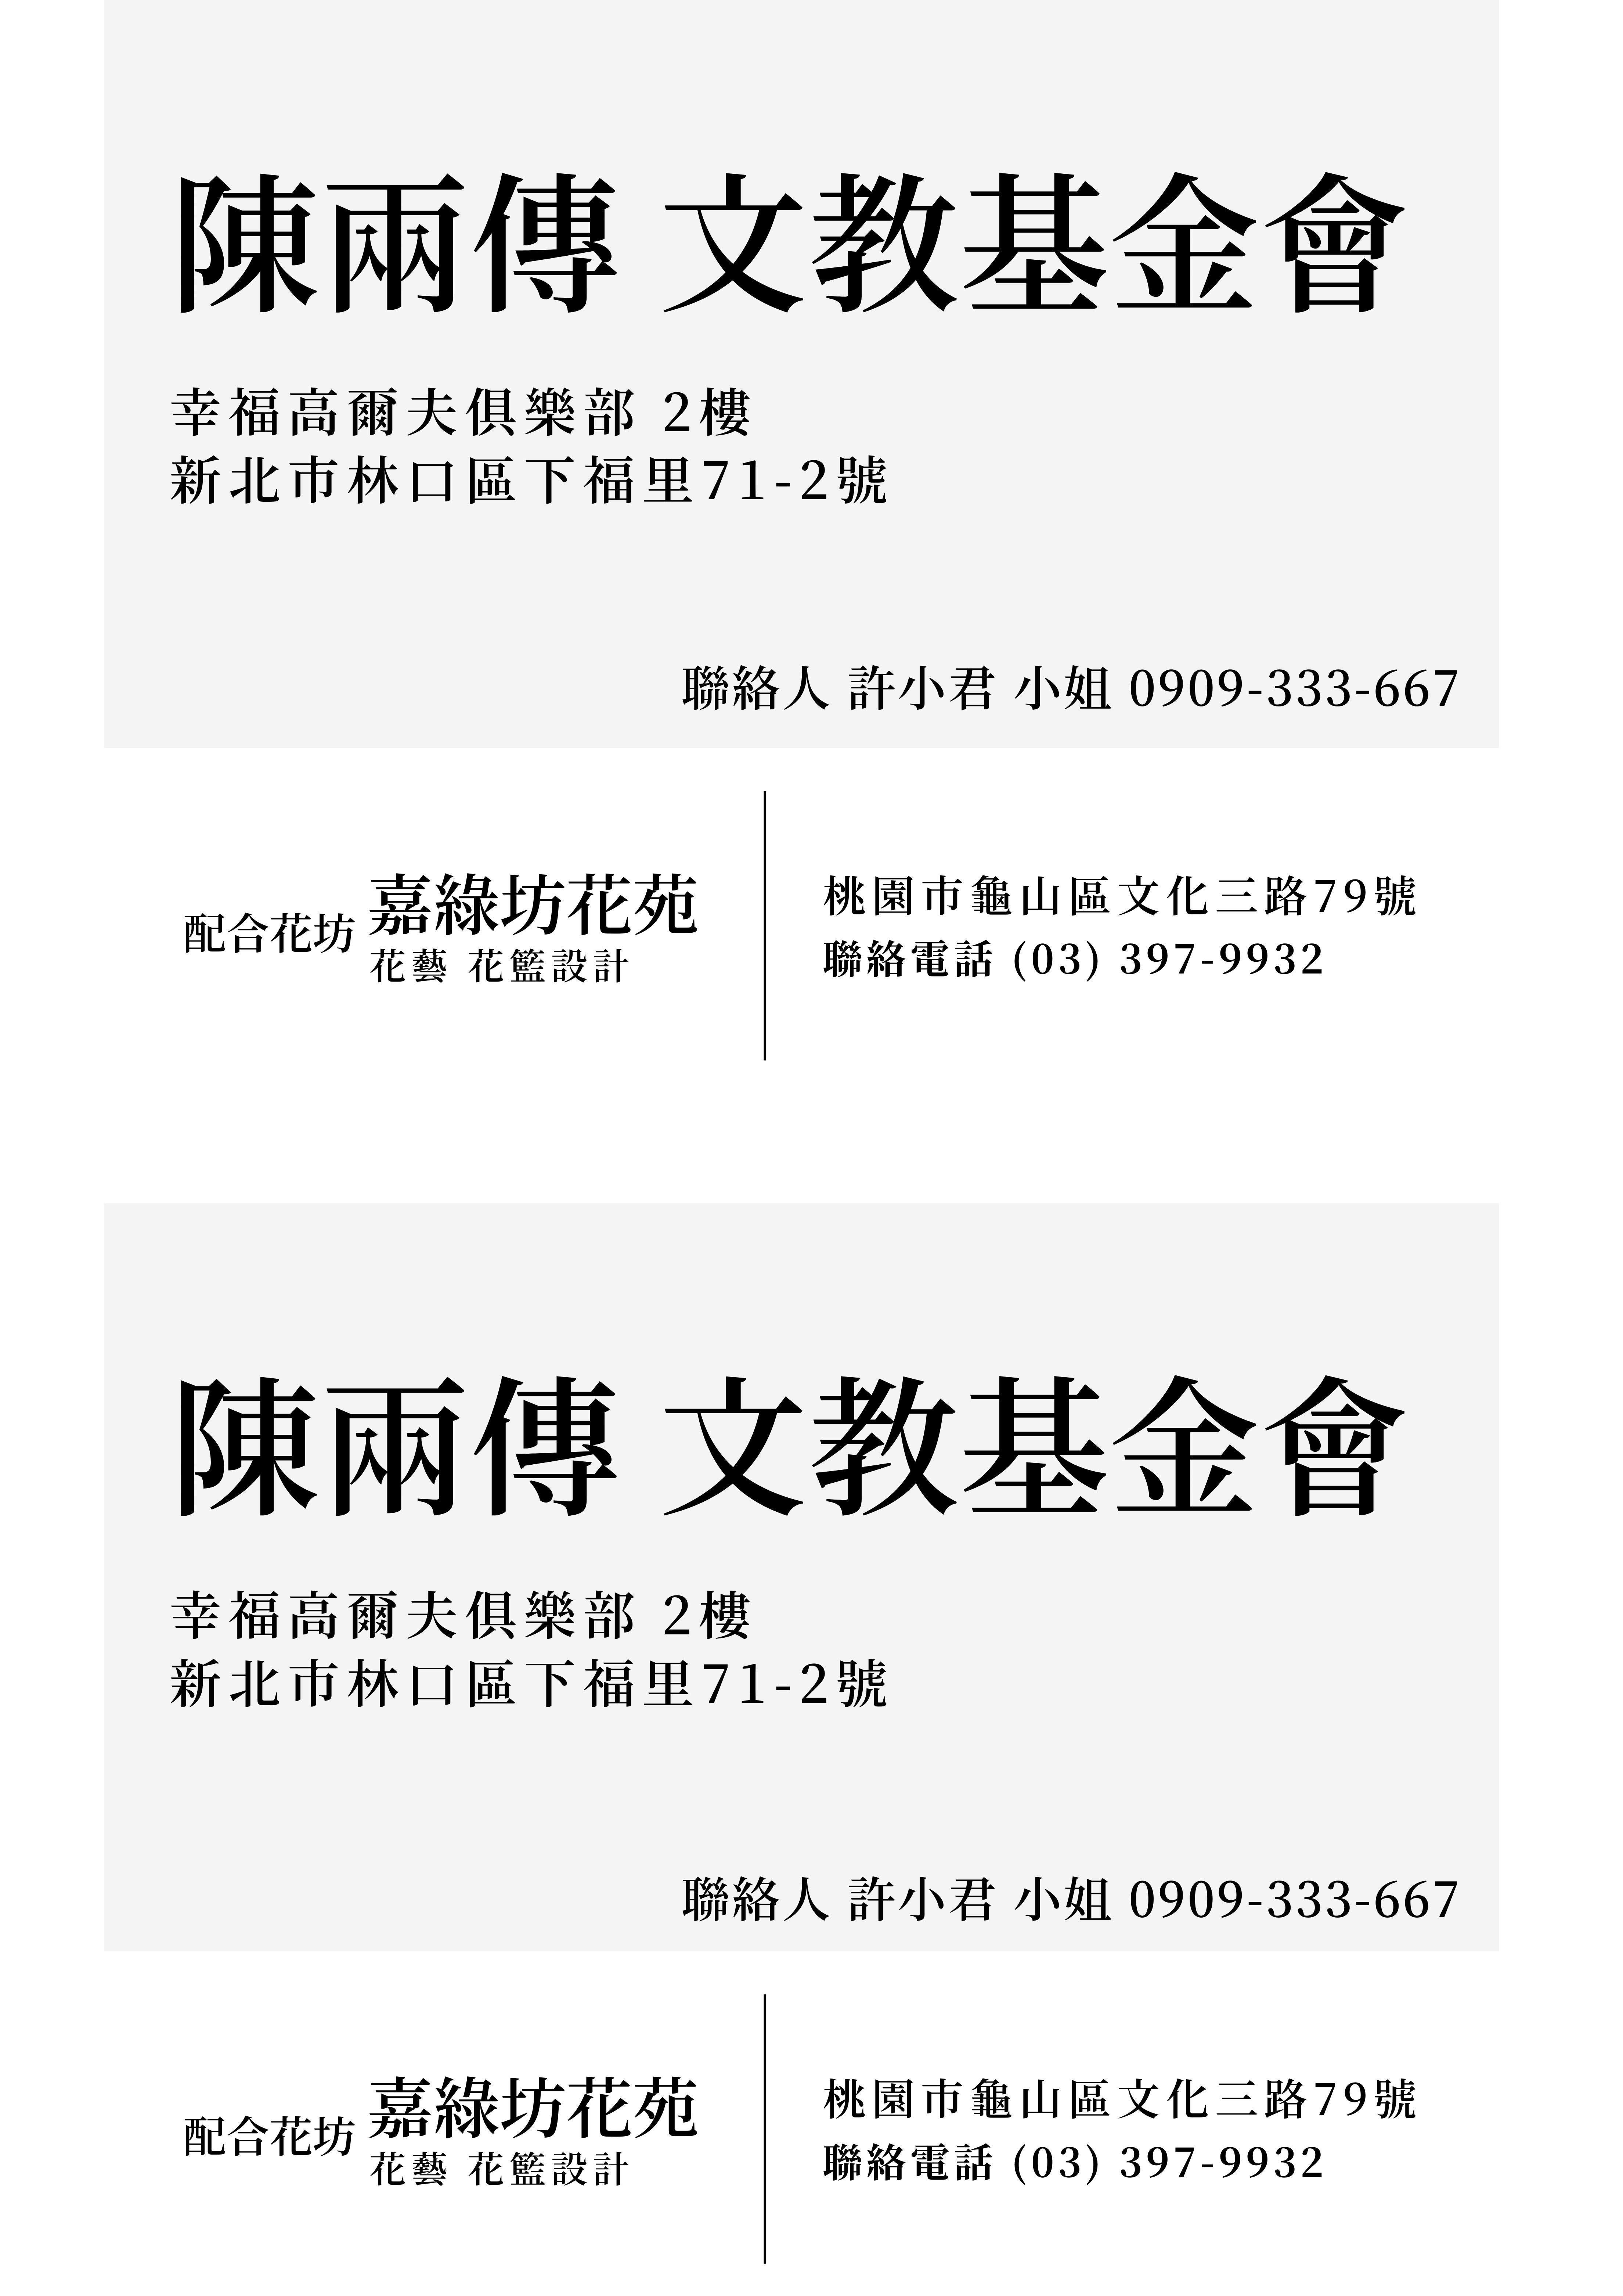 陳兩傳 文教基金會
幸福高爾夫俱樂部 2樓
新北市林口區下福里71-2號
聯絡人 許小君 小姐 0909-333-667
配合花坊
嘉綠坊花苑
花藝 花籃設計
桃園市龜山區文化三路79號
聯絡電話 (03) 397-9932
陳兩傳 文教基金會
幸福高爾夫俱樂部 2樓
新北市林口區下福里71-2號
聯絡人 許小君 小姐 0909-333-667
配合花坊
嘉綠坊花苑
花藝 花籃設計
桃園市龜山區文化三路79號
聯絡電話 (03) 397-9932